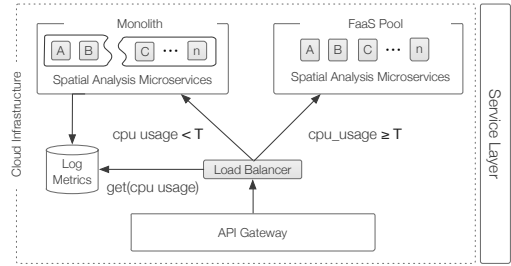 Monolith
FaaS Pool
A B C ··· n
A B C ··· n
Spatial Analysis Microservices
Spatial Analysis Microservices
Cloud Infrastructure
Service Layer
cpu usage < T
cpu_usage ≥ T
Log
Metrics
Load Balancer
get(cpu usage)
API Gateway